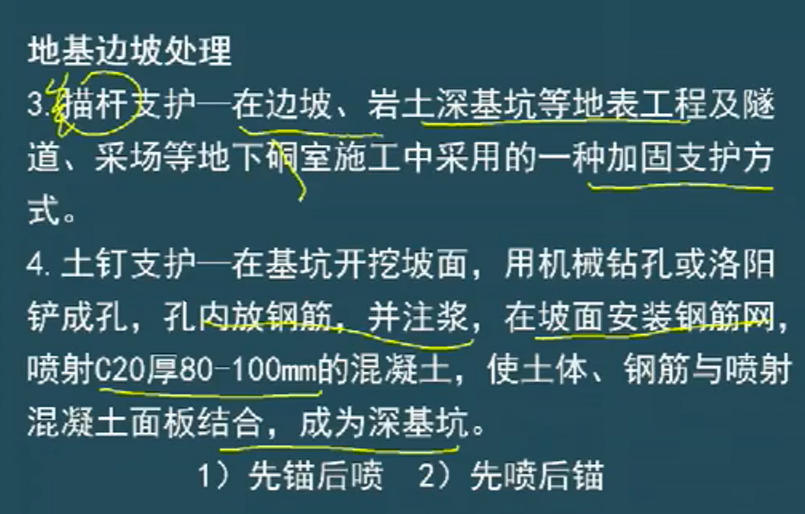 地基边坡处理
3.描杆支护—在边坡、岩土深基坑等地表工程及隧
道、采场等地下硐室施工中采用的一种加固支护方
式。
4.土钉支护—在基坑开挖坡面，用机械钻孔或洛阳
铲成孔，孔内放钢筋，并注浆，在坡面安装钢筋网，
喷射C20厚80-100mm的混凝土，使土体、钢筋与喷射
混凝土面板结合，成为深基坑。
1）先锚后喷 2）先喷后锚